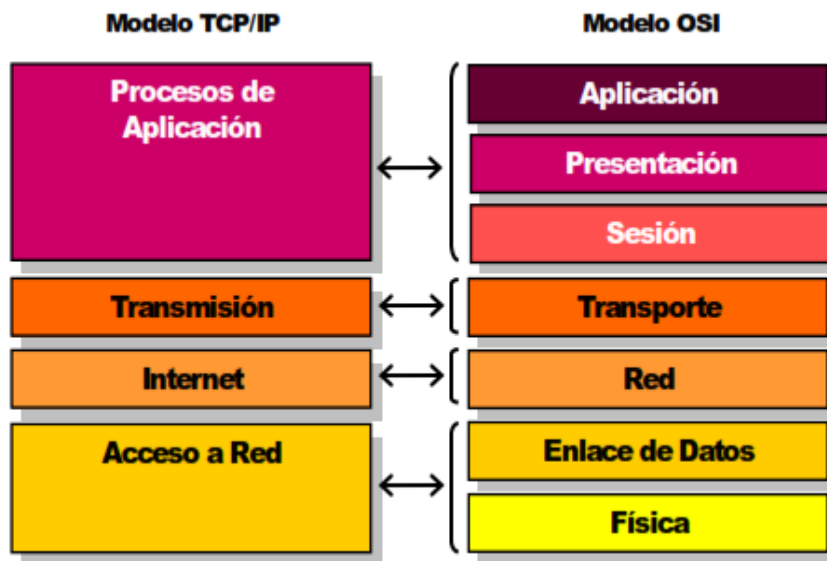 Modelo TCP/IP
Modelo OSI
Procesos de
Aplicación
Aplicación
Presentación
Sesión
Transmisión
Transporte
Internet
Red
Acceso a Red
Enlace de Datos
Física